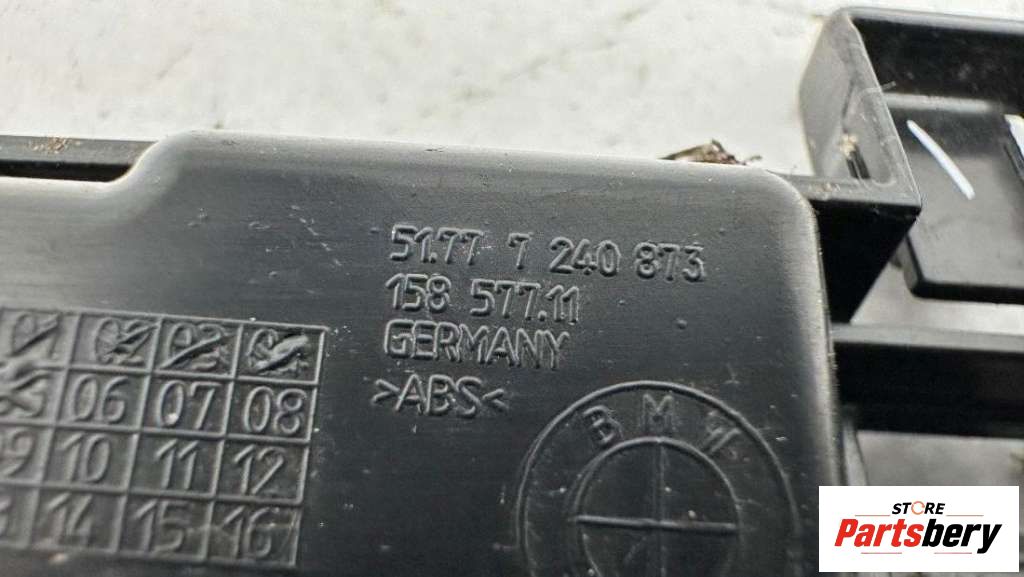 51.77 7 240 873
158 577.11
GERMANY
>ABS<
BMW
06 07 08
10 11 12
14 15 16
STORE
Partsbery